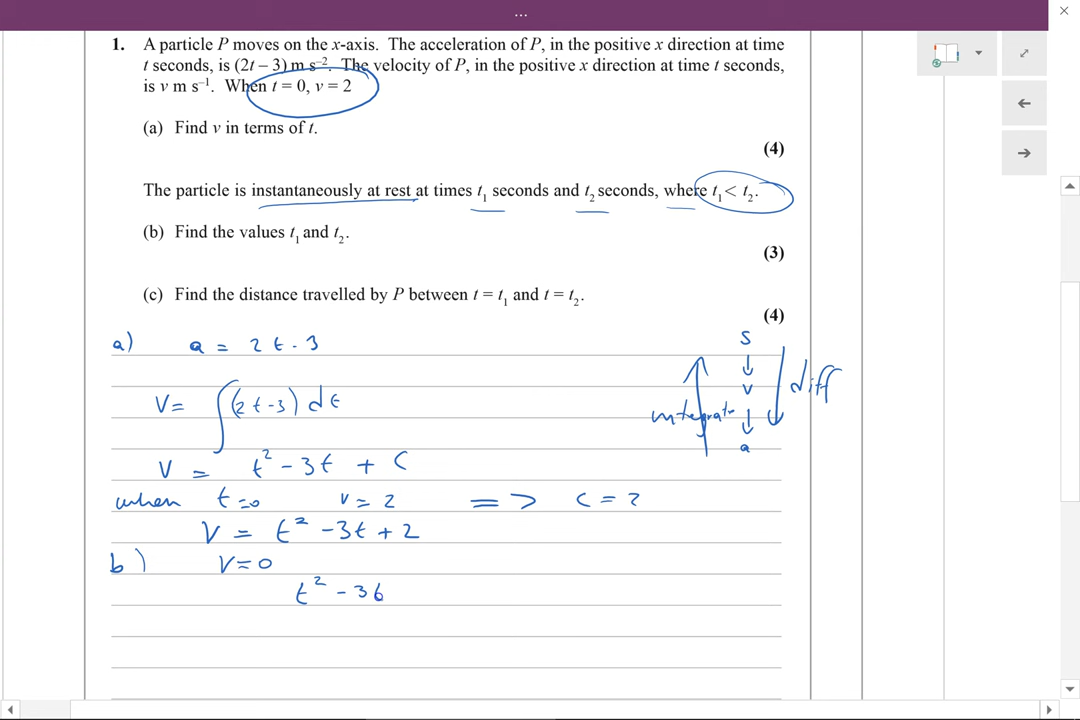 1. A particle P moves on the x-axis. The acceleration of P, in the positive x direction at time
t seconds, is (2t – 3) m s⁻². The velocity of P, in the positive x direction at time t seconds,
is v m s⁻¹. When t = 0, v = 2
(a) Find v in terms of t.
(4)
The particle is instantaneously at rest at times t₁ seconds and t₂ seconds, where t₁ < t₂.
(b) Find the values t₁ and t₂.
(3)
(c) Find the distance travelled by P between t = t₁ and t = t₂.
(4)
a) a = 2t - 3
V = ∫(2t-3) dt
V = t² - 3t + C
when t=0 v = 2 => C = 2
V = t² - 3t + 2
b) V=0
t² - 36
s
↓
v
↓
a
integrate
diff